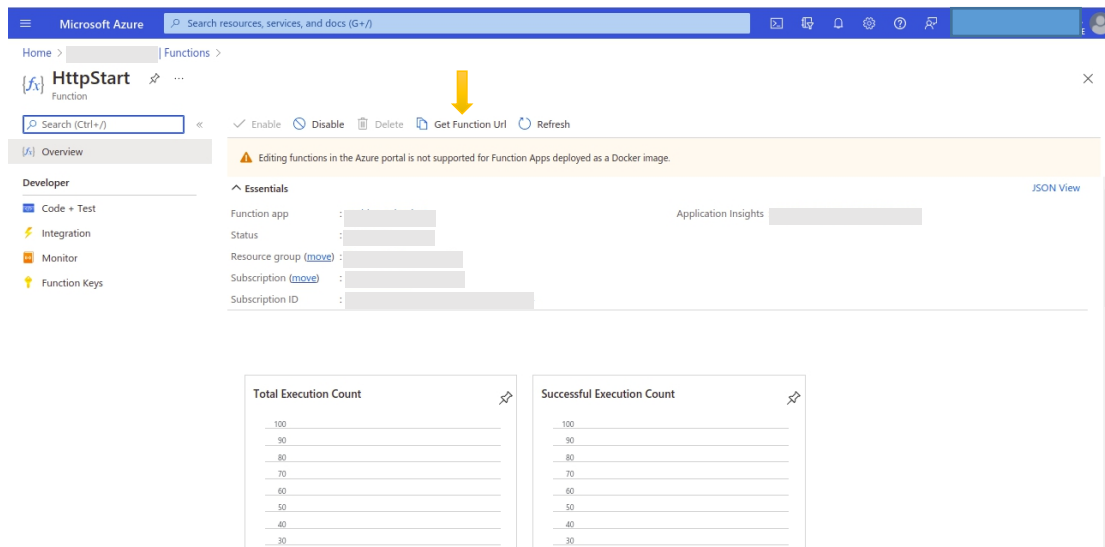 Microsoft Azure
Search resources, services, and docs (G+/)
E
Home > | Functions >
{fx} HttpStart ...
Function
Search (Ctrl+/) «
Enable Disable Delete Get Function Url Refresh
{fx} Overview
Editing functions in the Azure portal is not supported for Function Apps deployed as a Docker image.
Developer
Essentials
JSON View
Code + Test
Function app :
Application Insights
Integration
Status :
Monitor
Resource group (move) :
Function Keys
Subscription (move) :
Subscription ID :
Total Execution Count
Successful Execution Count
100
90
80
70
60
50
40
30
100
90
80
70
60
50
40
30